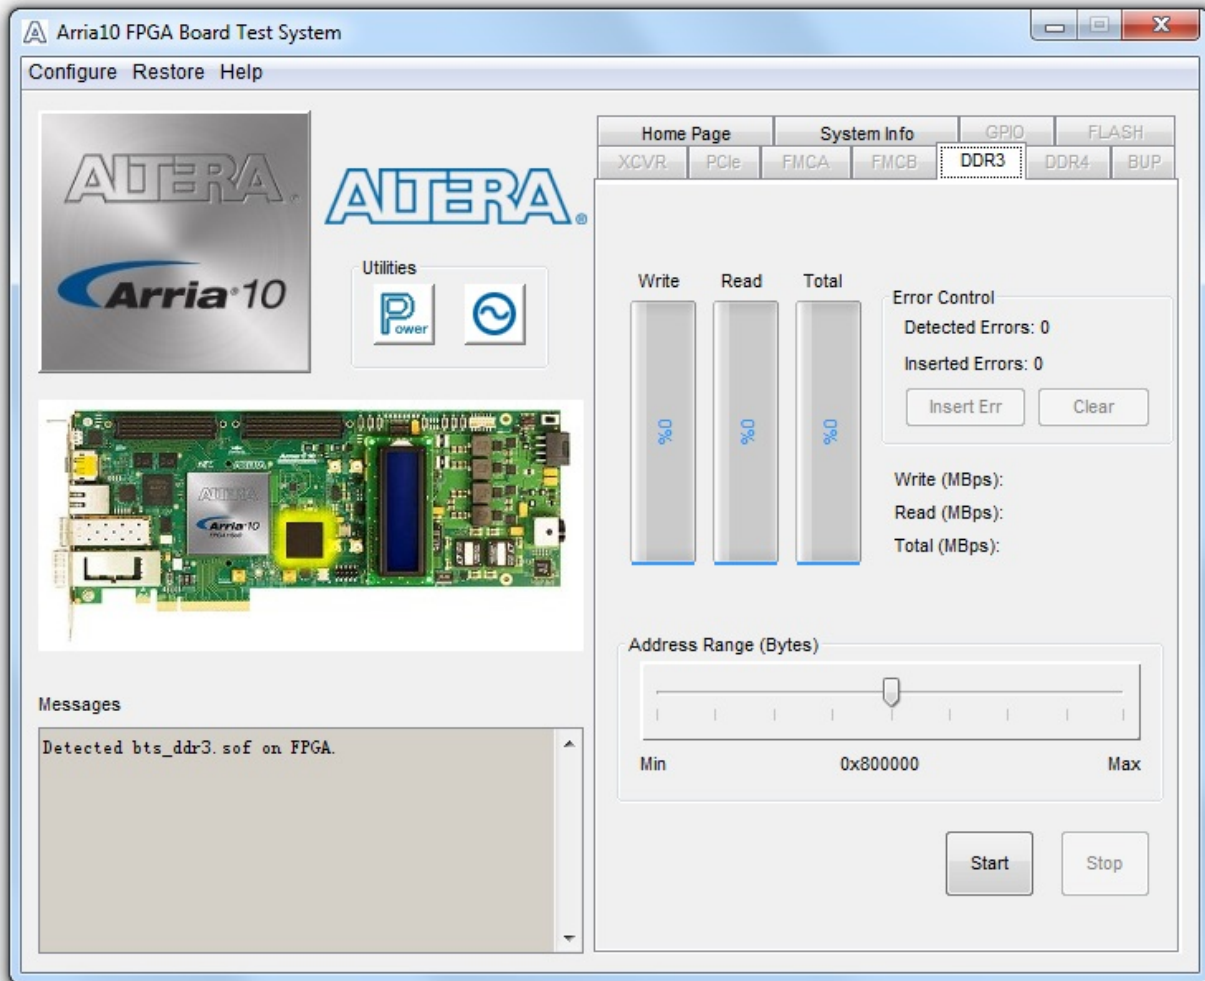 Arria10 FPGA Board Test System
Configure Restore Help
ALTERA®
Arria® 10
ALTERA®
Utilities
Power
ALTERA
Arria 10
Messages
Detected bts_ddr3.sof on FPGA.
Home Page System Info GPIO FLASH
XCVR PCIe FMCA FMCB DDR3 DDR4 BUP
Write Read Total
0% 0% 0%
Error Control
Detected Errors: 0
Inserted Errors: 0
Insert Err Clear
Write (MBps):
Read (MBps):
Total (MBps):
Address Range (Bytes)
Min 0x800000 Max
Start Stop